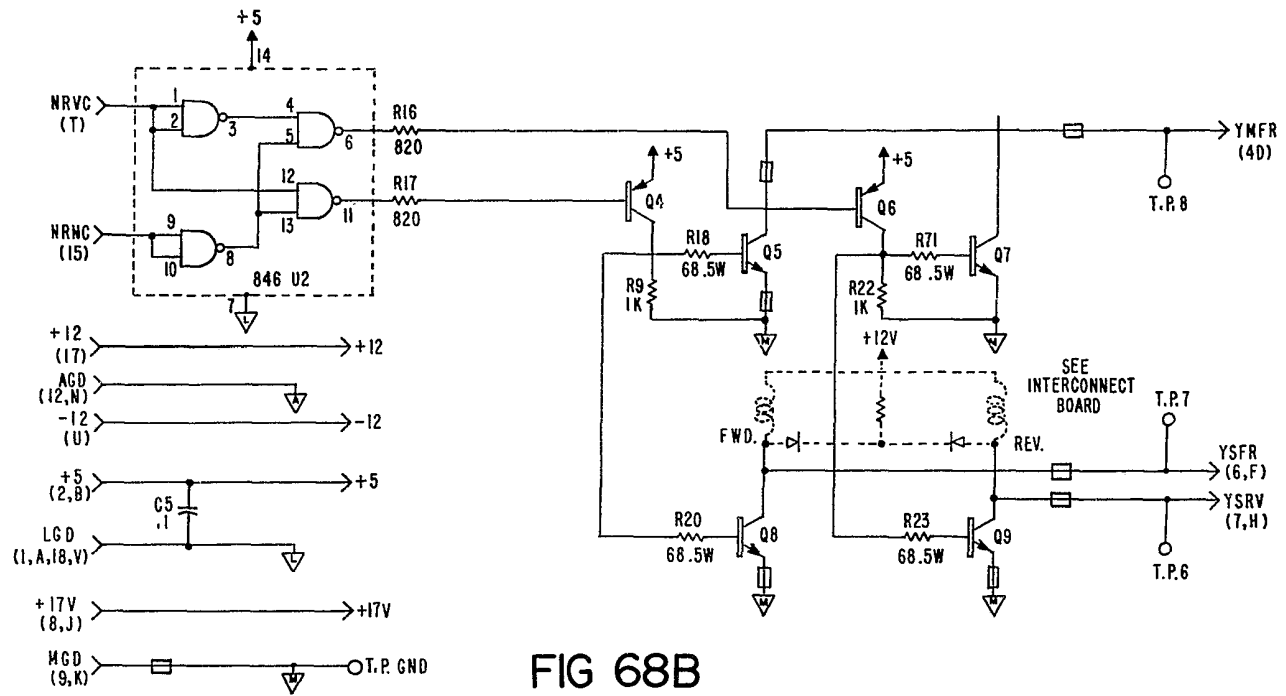 +5
14
NRVC
(T)
1
2
3
4
5
6
R16
820
YMFR
(4D)
T.P.8
12
13
11
R17
820
+5
Q4
+5
Q6
NRNC
(15)
9
10
8
846 U2
7
L
R18
68.5W
Q5
R71
68.5W
Q7
R9
1K
R22
1K
M
M
+12
(17)
+12
AGD
(12,N)
A
-12
(U)
-12
+12V
SEE
INTERCONNECT
BOARD
T.P.7
FWD.
REV.
YSFR
(6,F)
YSRV
(7,H)
T.P.6
+5
(2,B)
+5
C5
.1
LGD
(1,A,18,V)
L
R20
68.5W
Q8
R23
68.5W
Q9
M
M
+17V
(8,J)
+17V
MGD
(9,K)
M
T.P. GND
FIG 68B